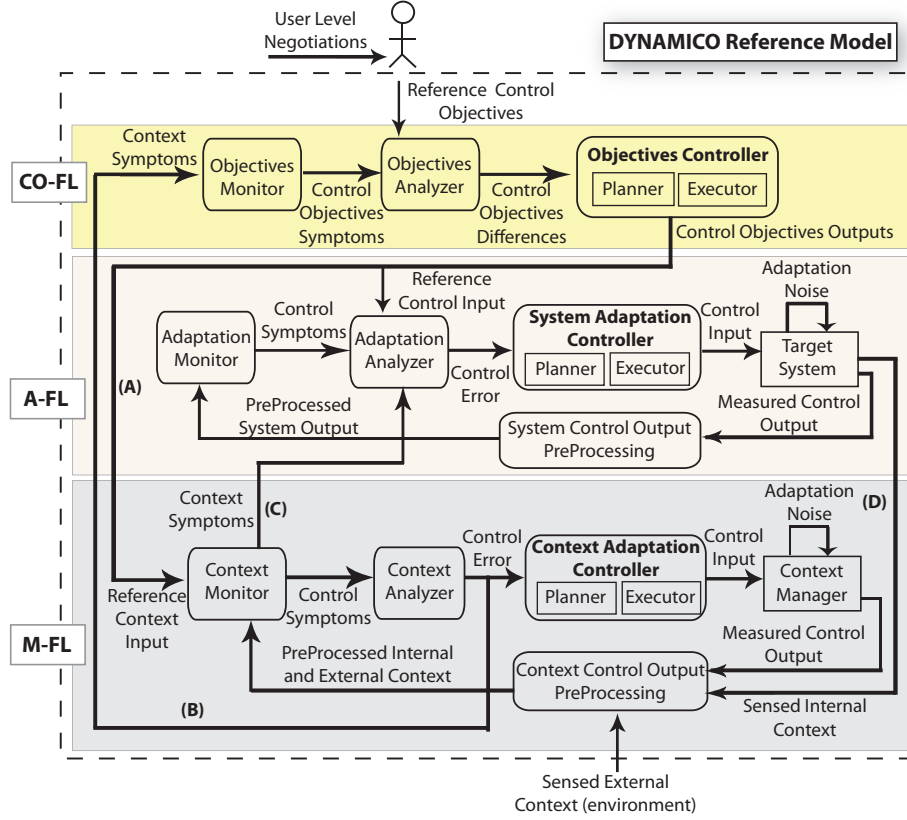 User Level
Negotiations
DYNAMICO Reference Model
Reference Control
Objectives
CO-FL
Context
Symptoms
Objectives
Monitor
Control
Objectives
Symptoms
Objectives
Analyzer
Control
Objectives
Differences
Objectives Controller
Planner
Executor
Control Objectives Outputs
A-FL
(A)
Reference
Control Input
Adaptation
Monitor
Control
Symptoms
Adaptation
Analyzer
Control
Error
System Adaptation
Controller
Planner
Executor
Control
Input
Adaptation
Noise
Target
System
Measured Control
Output
System Control Output
PreProcessing
PreProcessed
System Output
M-FL
Context
Symptoms
(C)
(D)
Reference
Context
Input
Context
Monitor
Control
Symptoms
Context
Analyzer
Control
Error
Context Adaptation
Controller
Planner
Executor
Control
Input
Adaptation
Noise
Context
Manager
Measured Control
Output
Context Control Output
PreProcessing
PreProcessed Internal
and External Context
(B)
Sensed Internal
Context
Sensed External
Context (environment)